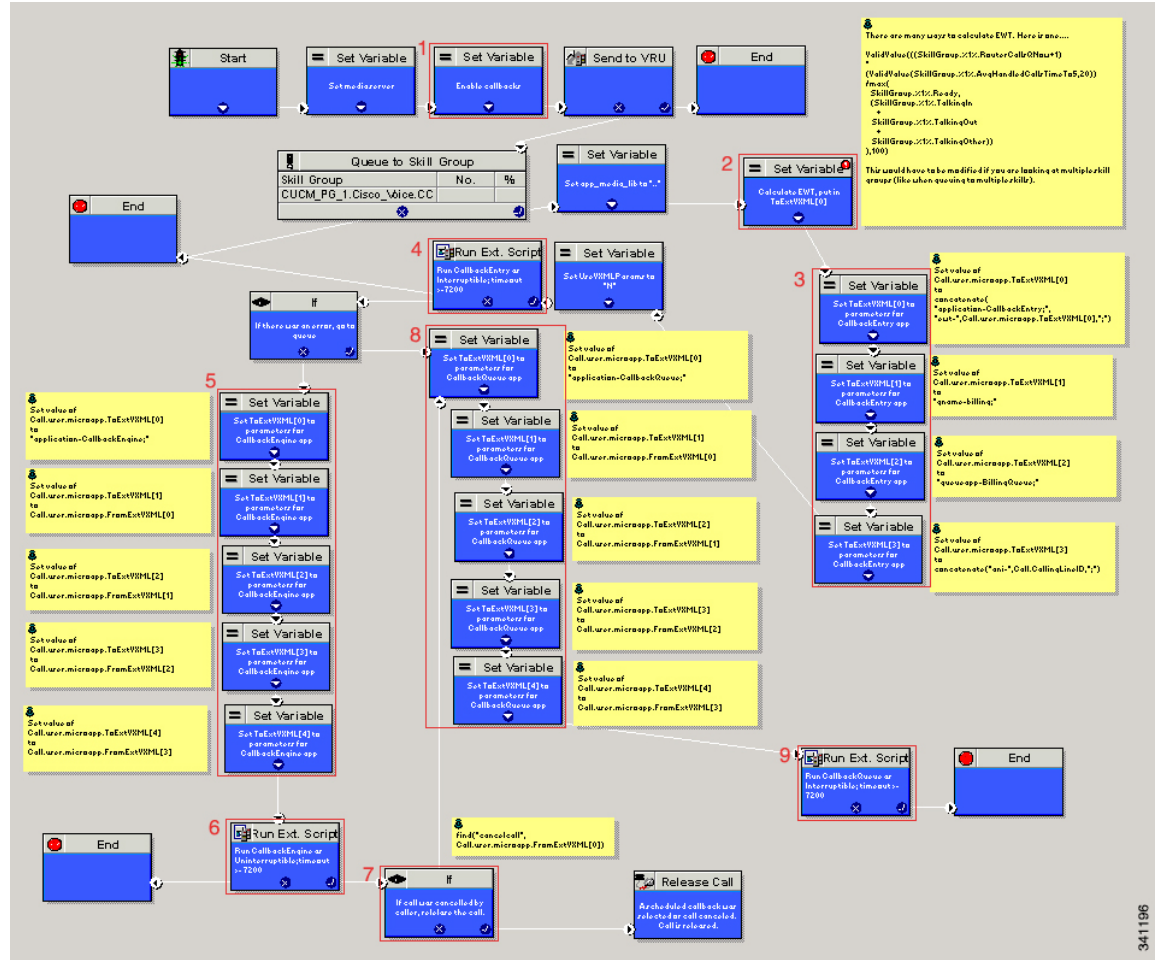 Start
Set Variable
Set mediaserver
1
Set Variable
Enable callbacks
Send to VRU
End
There are many ways to calculate EWT. Here is one....
ValidValue(((SkillGroup.%1%.RouterCallsQNow+1)
*
(ValidValue(SkillGroup.%1%.AvgHandledCallsTimeTo5,20))
/max(
SkillGroup.%1%.Ready,
(SkillGroup.%1%.TalkingIn
+
SkillGroup.%1%.TalkingOut
+
SkillGroup.%1%.TalkingOther))
),100)
This would have to be modified if you are looking at multiple skill
groups (like when queuing to multiple skills).
Queue to Skill Group
Skill Group No. %
CUCM_PG_1.Cisco_Voice.CC
Set Variable
Set app_media_lib to ".."
2
Set Variable
Calculate EWT, put in
ToExtVXML[0]
End
4
Run Ext. Script
Run CallbackEntry as
Interruptible; timeout
>=7200
Set Variable
Set UseVXMLParams to
"N"
3
Set Variable
Set ToExtVXML[0] to
parameters for
CallbackEntry app
Set value of
Call.user.microapp.ToExtVXML[0]
to
concatenate(
"application=CallbackEntry;",
"ewt=",Call.user.microapp.ToExtVXML[0],";")
If
If there was an error, go to
queue
8
Set Variable
Set ToExtVXML[0] to
parameters for
CallbackQueue app
Set value of
Call.user.microapp.ToExtVXML[0]
to
"application=CallbackQueue;"
Set Variable
Set ToExtVXML[1] to
parameters for
CallbackEntry app
Set value of
Call.user.microapp.ToExtVXML[1]
to
"qname=billing;"
5
Set value of
Call.user.microapp.ToExtVXML[0]
to
"application=CallbackEngine;"
Set Variable
Set ToExtVXML[0] to
parameters for
CallbackEngine app
Set Variable
Set ToExtVXML[1] to
parameters for
CallbackQueue app
Set value of
Call.user.microapp.ToExtVXML[1]
to
Call.user.microapp.FromExtVXML[0]
Set Variable
Set ToExtVXML[2] to
parameters for
CallbackEntry app
Set value of
Call.user.microapp.ToExtVXML[2]
to
"queueapp=BillingQueue;"
Set value of
Call.user.microapp.ToExtVXML[1]
to
Call.user.microapp.FromExtVXML[0]
Set Variable
Set ToExtVXML[1] to
parameters for
CallbackEngine app
Set Variable
Set ToExtVXML[2] to
parameters for
CallbackQueue app
Set value of
Call.user.microapp.ToExtVXML[2]
to
Call.user.microapp.FromExtVXML[1]
Set Variable
Set ToExtVXML[3] to
parameters for
CallbackEntry app
Set value of
Call.user.microapp.ToExtVXML[3]
to
concatenate("ani=",Call.CallingLineID,";")
Set value of
Call.user.microapp.ToExtVXML[2]
to
Call.user.microapp.FromExtVXML[1]
Set Variable
Set ToExtVXML[2] to
parameters for
CallbackEngine app
Set Variable
Set ToExtVXML[3] to
parameters for
CallbackQueue app
Set value of
Call.user.microapp.ToExtVXML[3]
to
Call.user.microapp.FromExtVXML[2]
Set value of
Call.user.microapp.ToExtVXML[3]
to
Call.user.microapp.FromExtVXML[2]
Set Variable
Set ToExtVXML[3] to
parameters for
CallbackEngine app
Set Variable
Set ToExtVXML[4] to
parameters for
CallbackQueue app
Set value of
Call.user.microapp.ToExtVXML[4]
to
Call.user.microapp.FromExtVXML[3]
Set value of
Call.user.microapp.ToExtVXML[4]
to
Call.user.microapp.FromExtVXML[3]
Set Variable
Set ToExtVXML[4] to
parameters for
CallbackEngine app
9
Run Ext. Script
Run CallbackQueue as
Interruptible; timeout >=
7200
End
End
6
Run Ext. Script
Run CallbackEngine as
Uninterruptible; timeout
>=7200
find("cancelcall",
Call.user.microapp.FromExtVXML[0])
7
If
If call was cancelled by
caller, relelase the call.
Release Call
A scheduled callback was
selected or call canceled.
Call is released.
341196